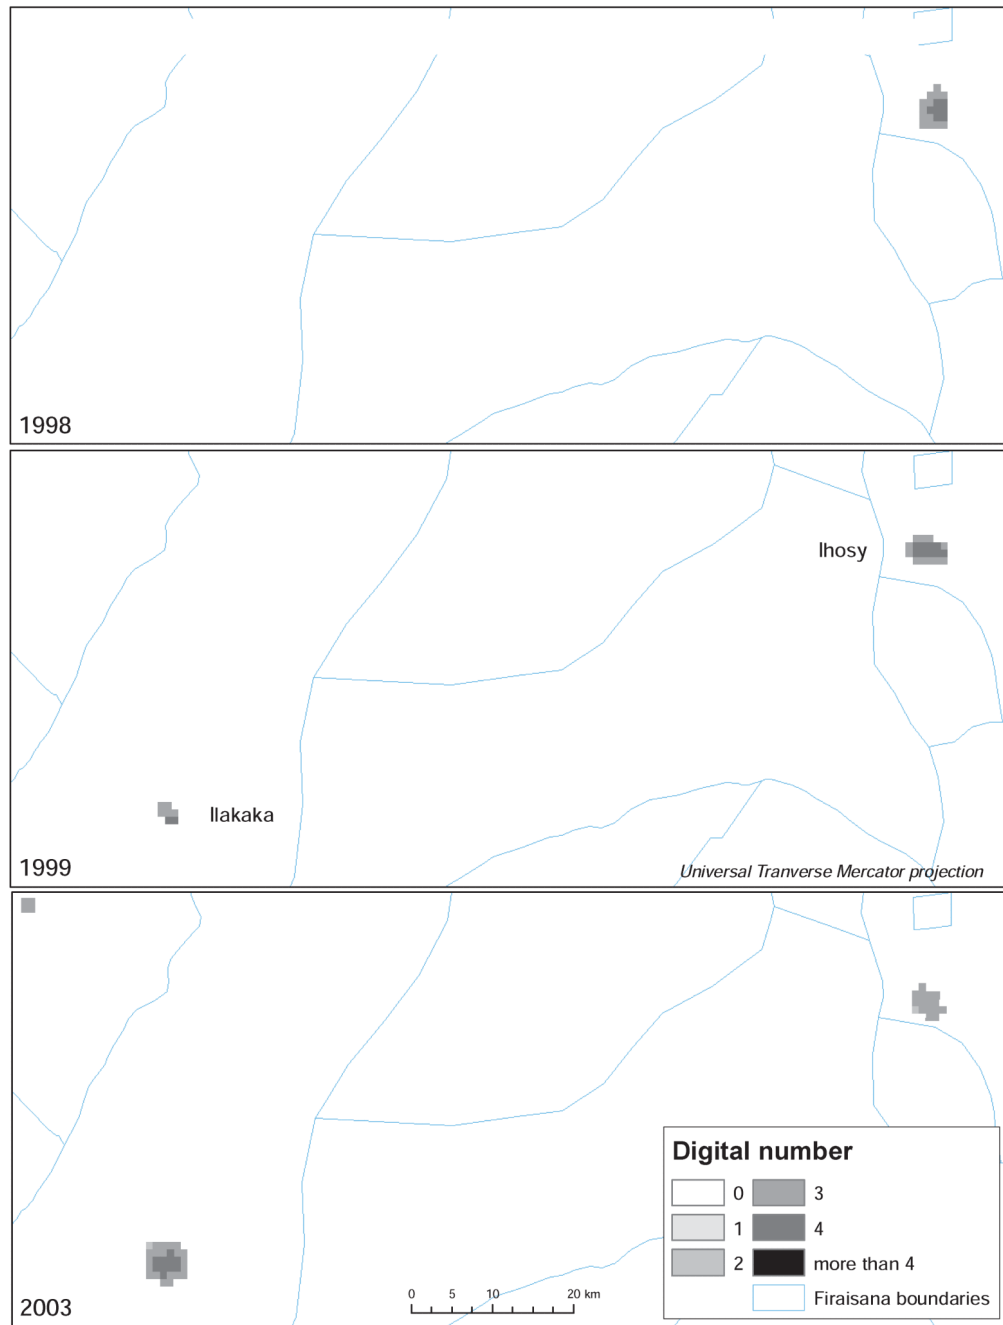 1998
Ihosy
Ilakaka
1999
Universal Tranverse Mercator projection
Digital number
0 3
1 4
2 more than 4
Firaisana boundaries
0 5 10 20 km
2003